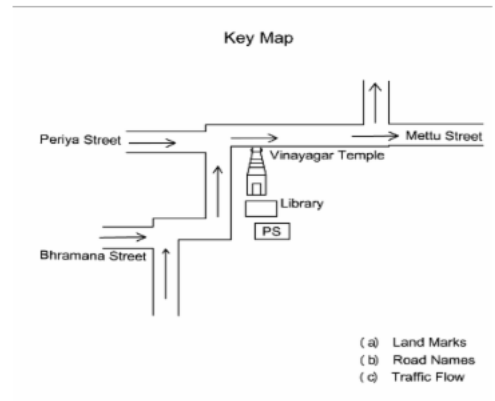 Key Map
Periya Street
Mettu Street
Vinayagar Temple
Library
PS
Bhramana Street
(a) Land Marks
(b) Road Names
(c) Traffic Flow